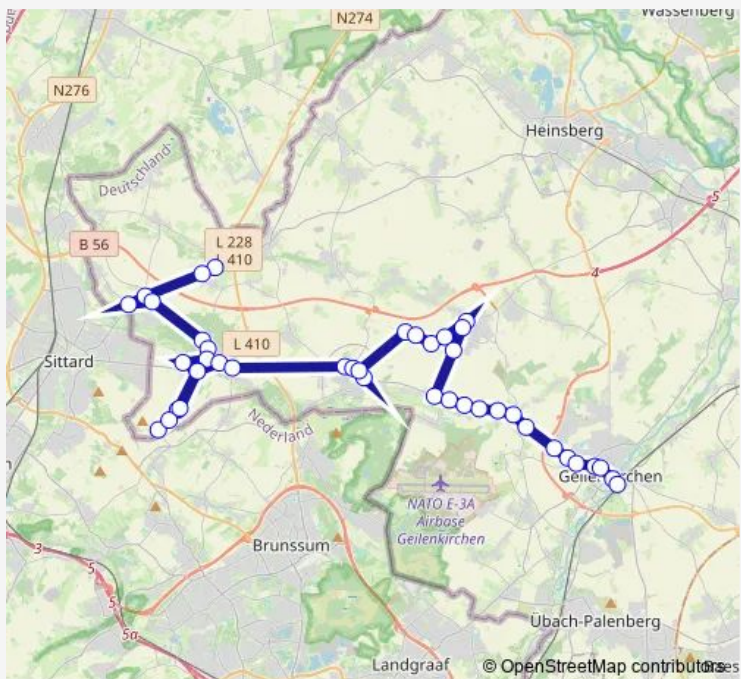 Wassenberg
N274
N276
Heinsberg
Deutschland
5
B 56
L 228
410
4
L 410
Sittard
Nederland
Geilenkirchen
NATO E-3A
Airbase
Geilenkirchen
Brunssum
3
5
5
5a
Übach-Palenberg
Landgraaf
© OpenStreetMap contributors